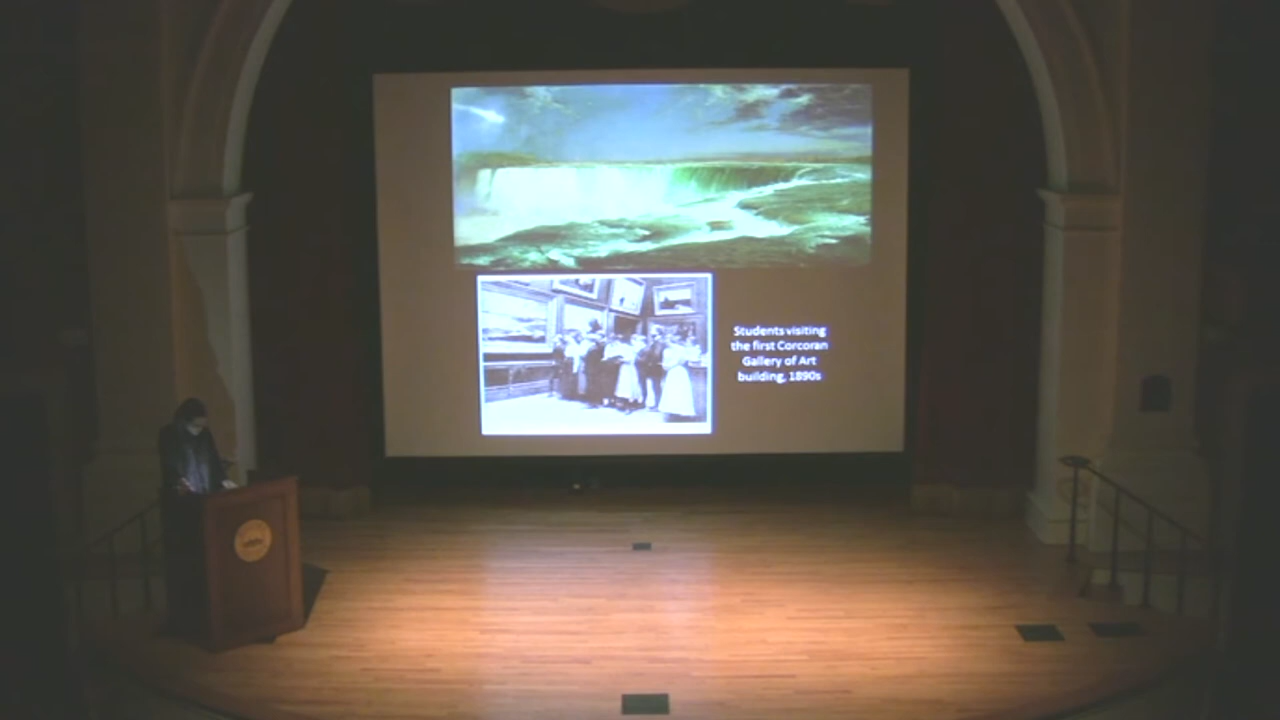 Students visiting
the first Corcoran
Gallery of Art
building, 1890s